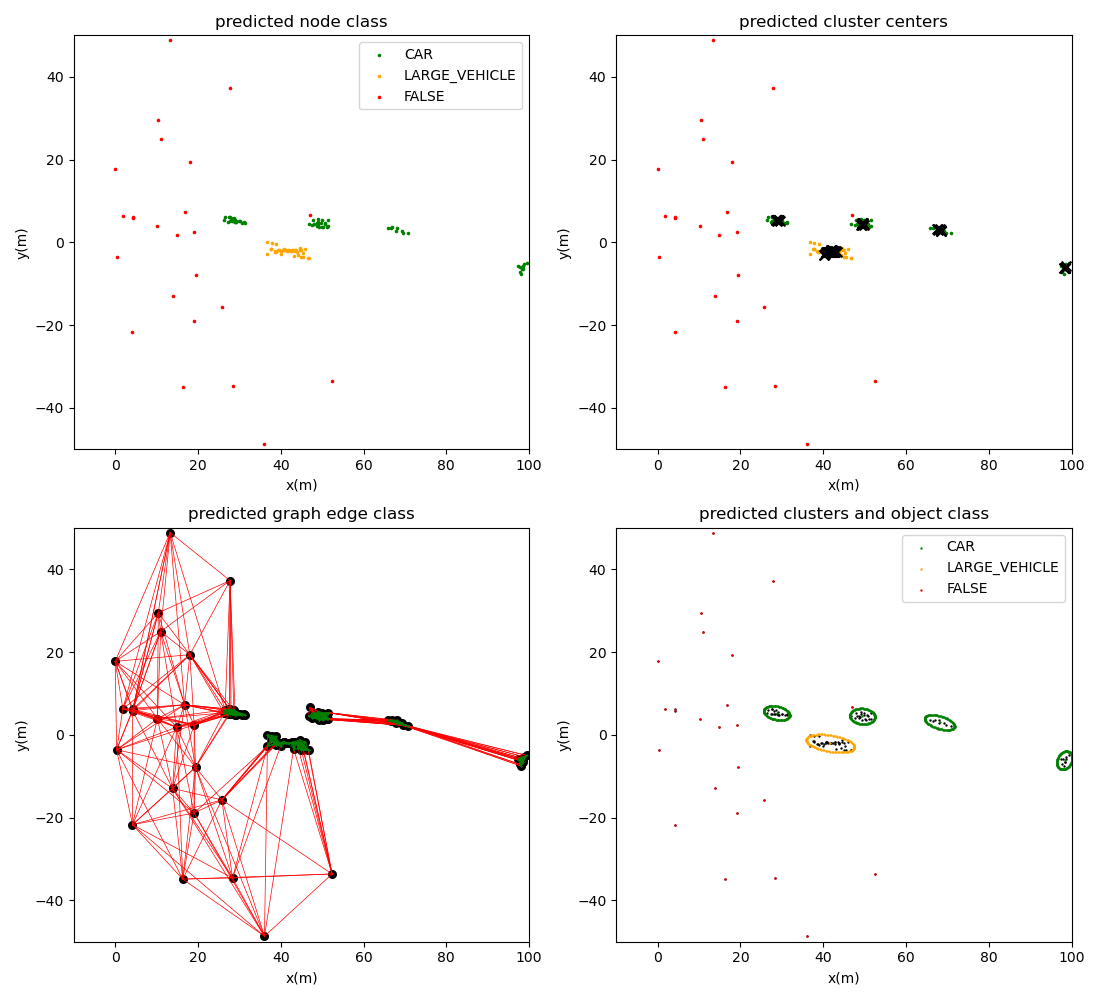 predicted node class
CAR
LARGE_VEHICLE
FALSE
40
20
0
−20
−40
y(m)
0 20 40 60 80 100
x(m)
predicted cluster centers
40
20
0
−20
−40
y(m)
0 20 40 60 80 100
x(m)
predicted graph edge class
40
20
0
−20
−40
y(m)
0 20 40 60 80 100
x(m)
predicted clusters and object class
CAR
LARGE_VEHICLE
FALSE
40
20
0
−20
−40
y(m)
0 20 40 60 80 100
x(m)